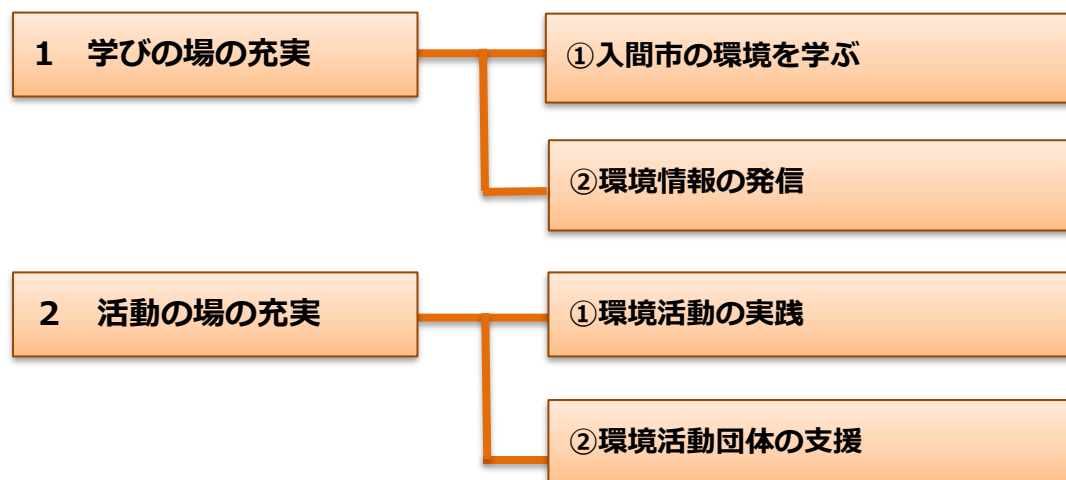 1 学びの場の充実
①入間市の環境を学ぶ
②環境情報の発信
2 活動の場の充実
①環境活動の実践
②環境活動団体の支援